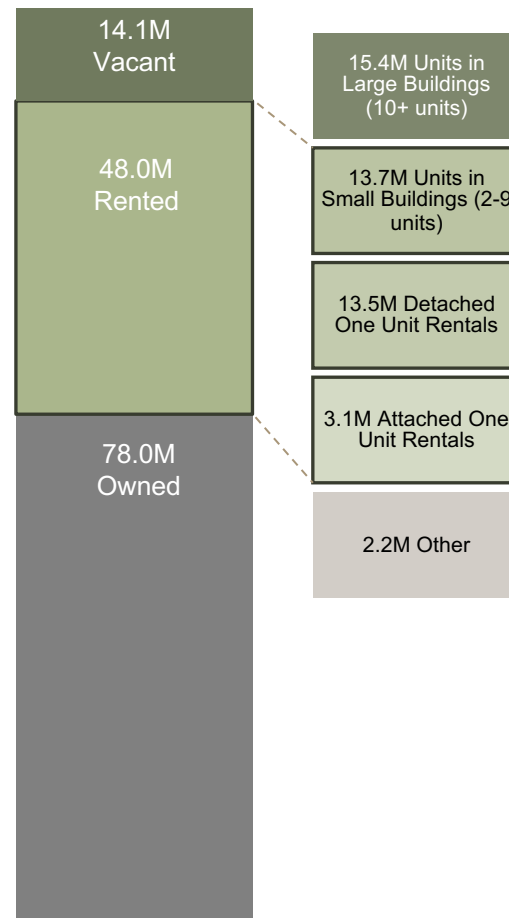 14.1M
Vacant
48.0M
Rented
78.0M
Owned
15.4M Units in
Large Buildings
(10+ units)
13.7M Units in
Small Buildings (2-9
units)
13.5M Detached
One Unit Rentals
3.1M Attached One
Unit Rentals
2.2M Other